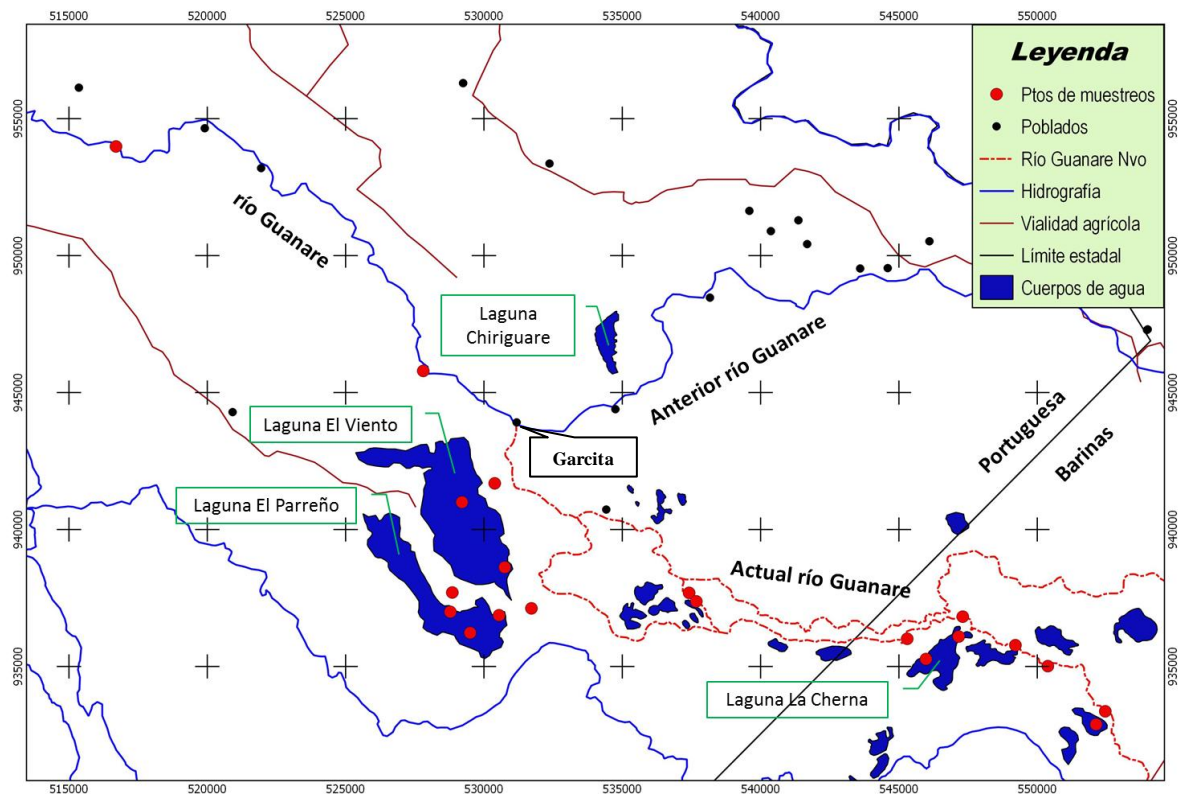 515000 520000 525000 530000 535000 540000 545000 550000
955000
950000
945000
940000
935000
Leyenda
Ptos de muestreos
Poblados
Río Guanare Nvo
Hidrografía
Vialidad agrícola
Límite estadal
Cuerpos de agua
río Guanare
Laguna
Chiriguare
Anterior río Guanare
Laguna El Viento
Garcita
Portuguesa
Barinas
Laguna El Parreño
Actual río Guanare
Laguna La Cherna
955000
950000
945000
940000
935000
515000 520000 525000 530000 535000 540000 545000 550000